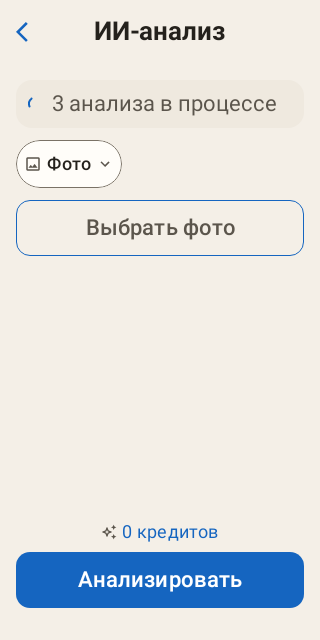 ИИ-анализ
3 анализа в процессе
Фото
Выбрать фото
0 кредитов
Анализировать